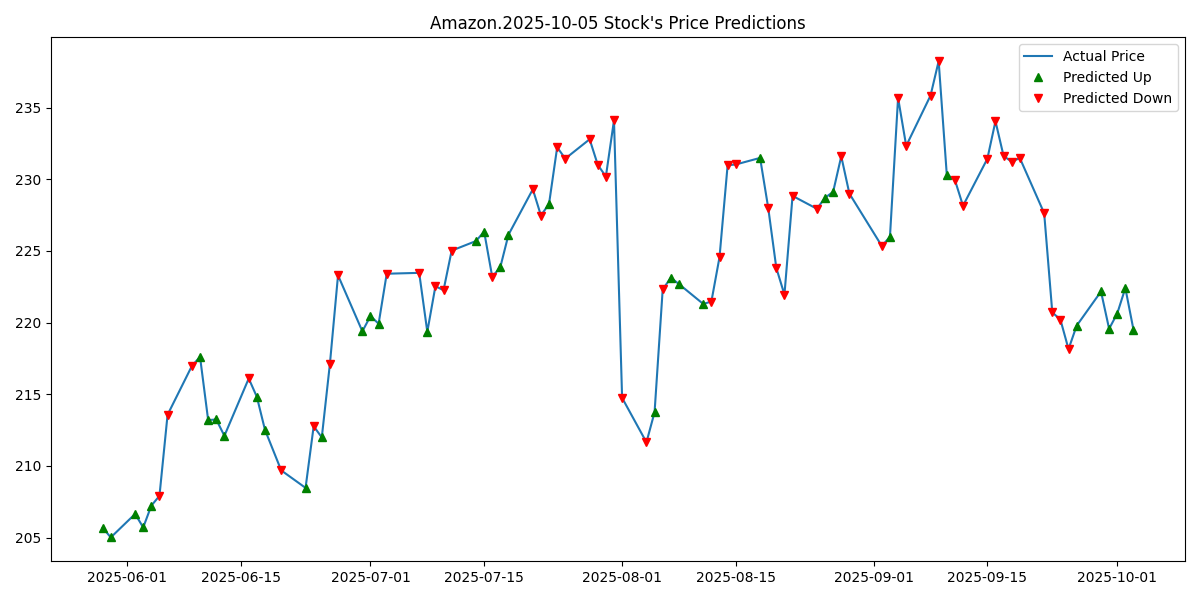 Amazon.2025-10-05 Stock's Price Predictions
Actual Price
Predicted Up
Predicted Down
235
230
225
220
215
210
205
2025-06-01 2025-06-15 2025-07-01 2025-07-15 2025-08-01 2025-08-15 2025-09-01 2025-09-15 2025-10-01